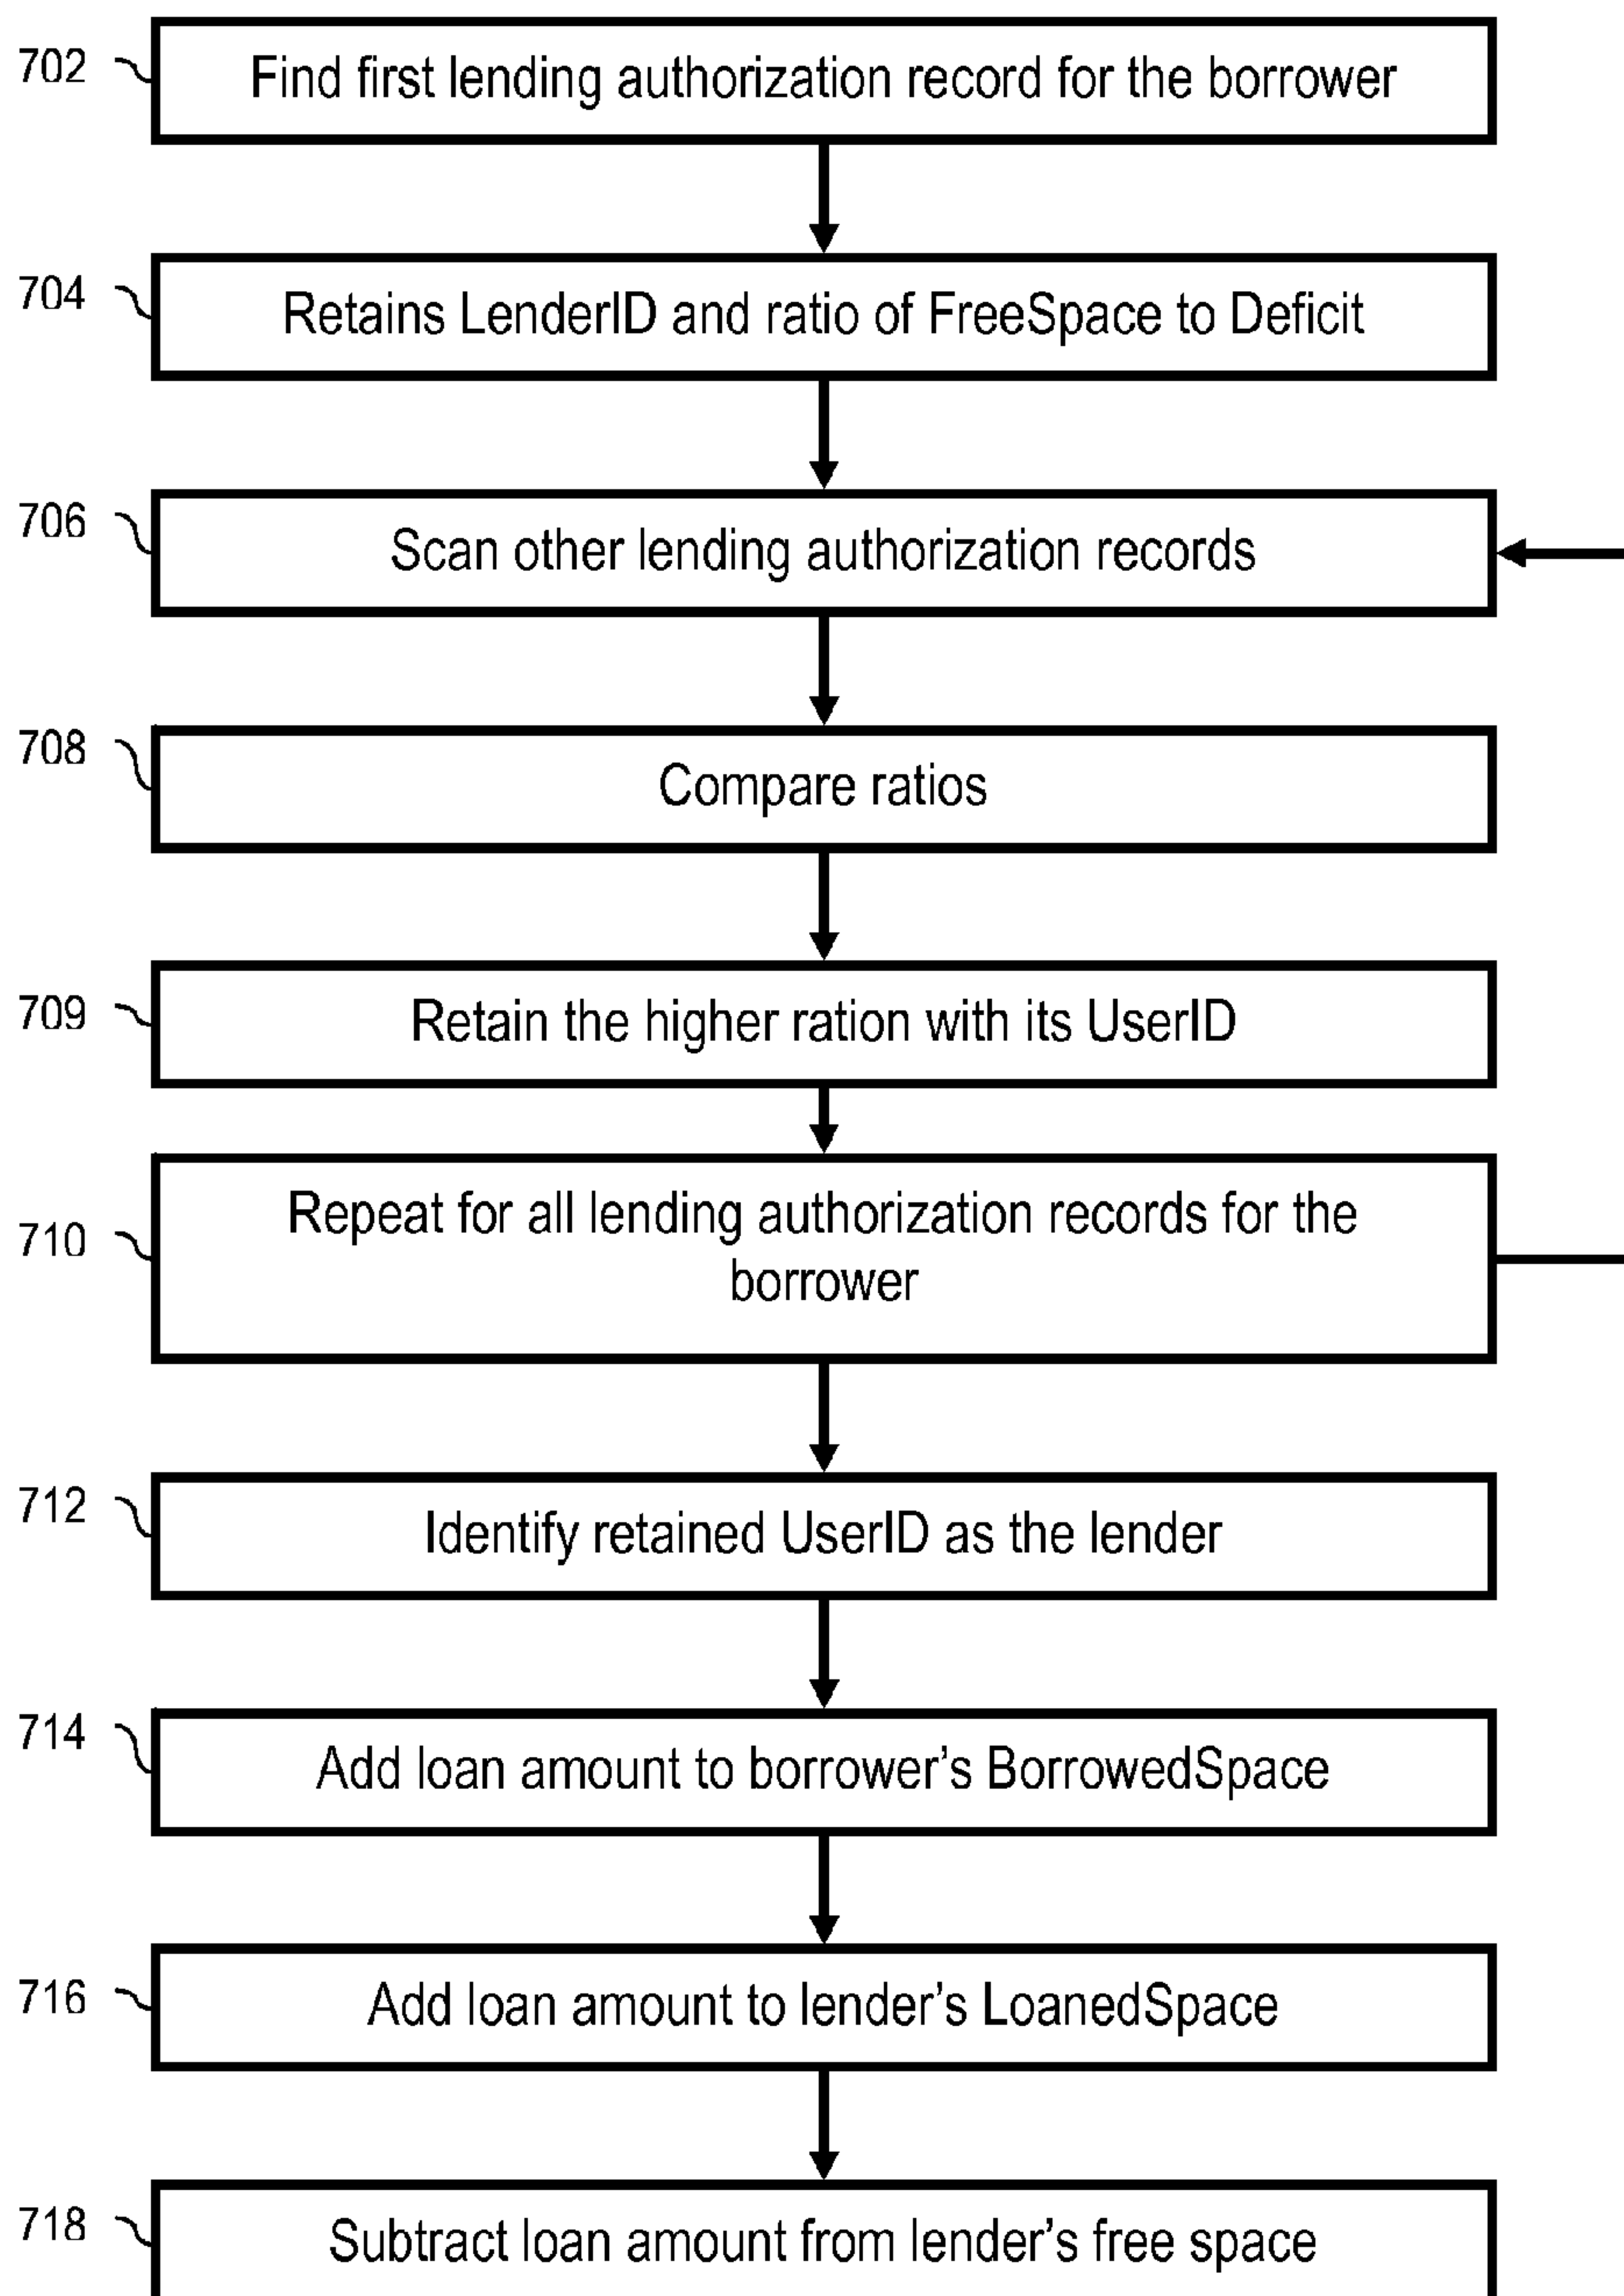 702
Find first lending authorization record for the borrower
704
Retains LenderID and ratio of FreeSpace to Deficit
706
Scan other lending authorization records
708
Compare ratios
709
Retain the higher ration with its UserID
710
Repeat for all lending authorization records for the
borrower
712
Identify retained UserID as the lender
714
Add loan amount to borrower's BorrowedSpace
716
Add loan amount to lender's LoanedSpace
718
Subtract loan amount from lender's free space